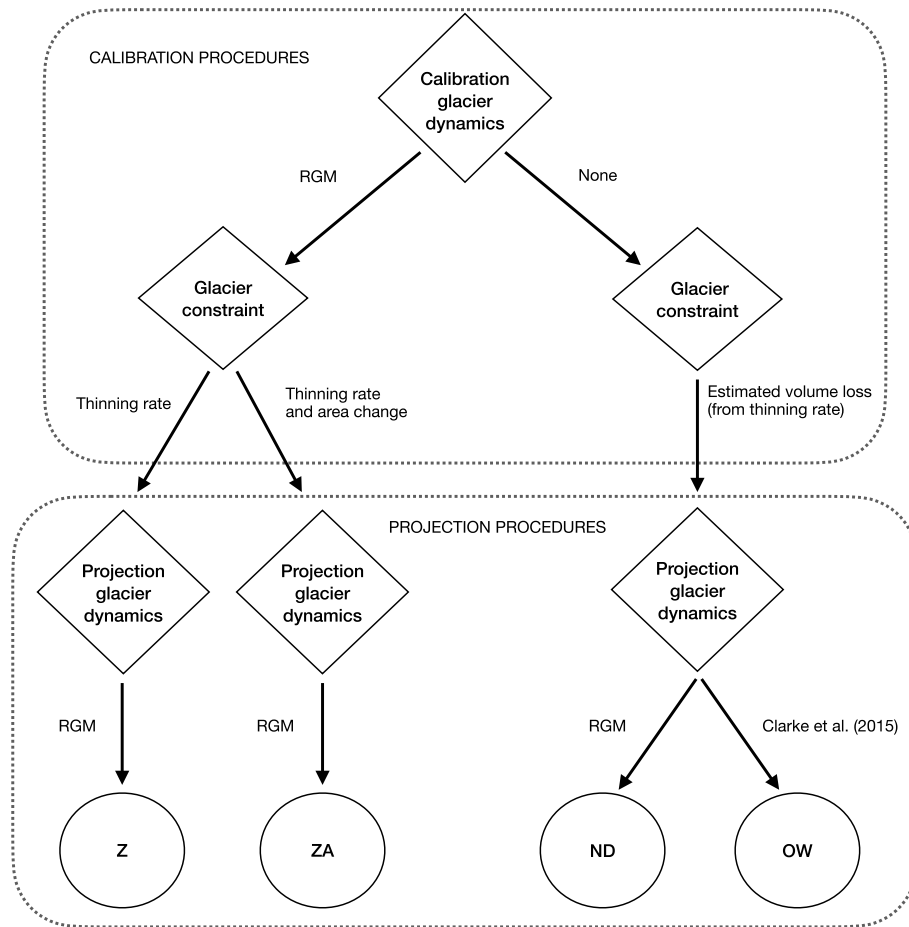 CALIBRATION PROCEDURES
Calibration
glacier
dynamics
RGM
None
Glacier
constraint
Glacier
constraint
Thinning rate
Thinning rate
and area change
Estimated volume loss
(from thinning rate)
PROJECTION PROCEDURES
Projection
glacier
dynamics
Projection
glacier
dynamics
Projection
glacier
dynamics
RGM
RGM
RGM
Clarke et al. (2015)
Z
ZA
ND
OW